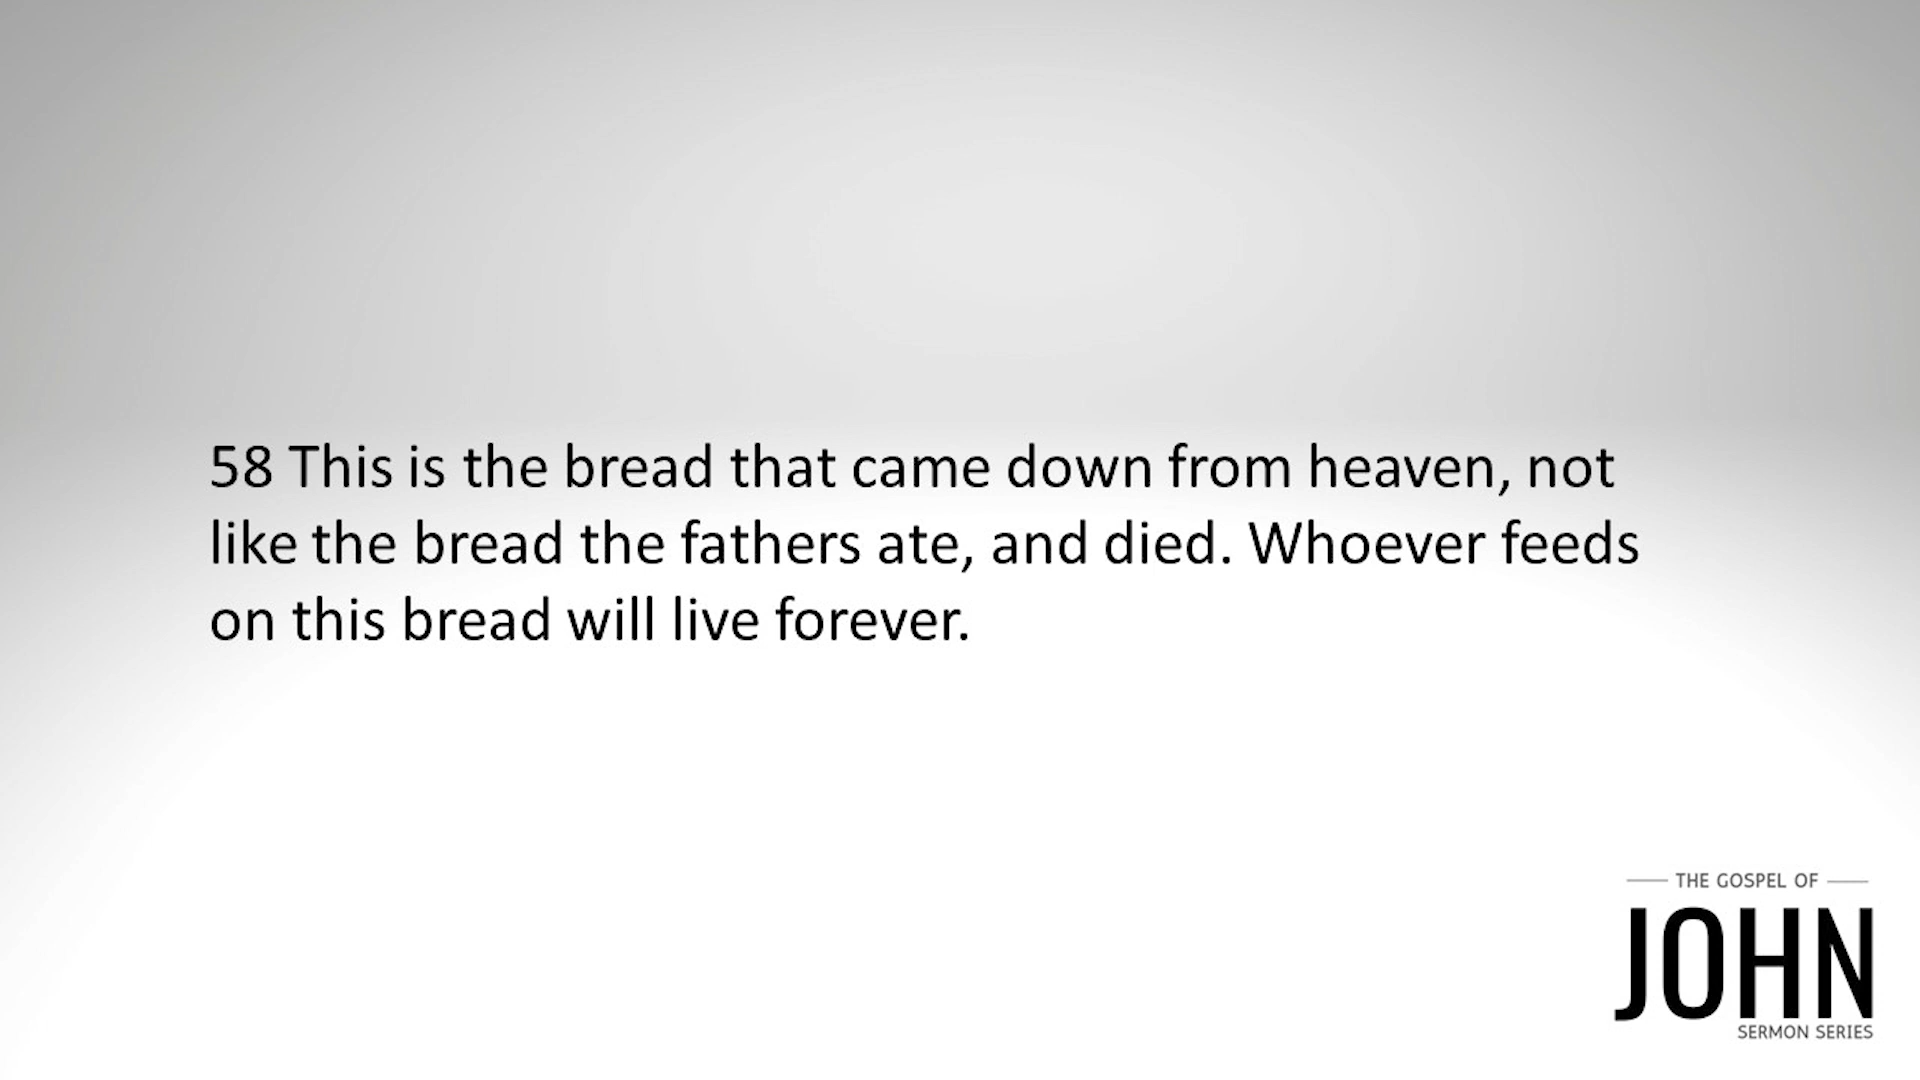 58 This is the bread that came down from heaven, not
like the bread the fathers ate, and died. Whoever feeds
on this bread will live forever.
THE GOSPEL OF
JOHN
SERMON SERIES